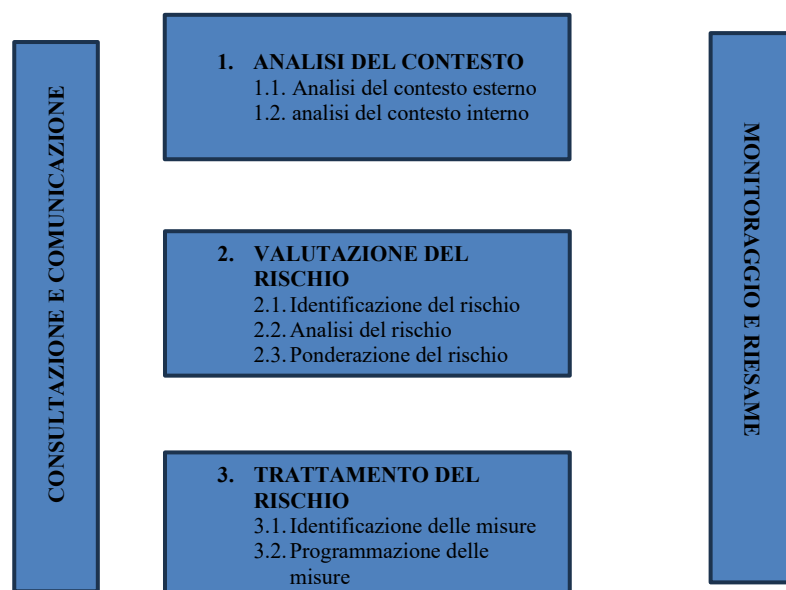 CONSULTAZIONE E COMUNICAZIONE
1. ANALISI DEL CONTESTO
1.1. Analisi del contesto esterno
1.2. analisi del contesto interno
2. VALUTAZIONE DEL
RISCHIO
2.1. Identificazione del rischio
2.2. Analisi del rischio
2.3. Ponderazione del rischio
3. TRATTAMENTO DEL
RISCHIO
3.1. Identificazione delle misure
3.2. Programmazione delle
misure
MONITORAGGIO E RIESAME